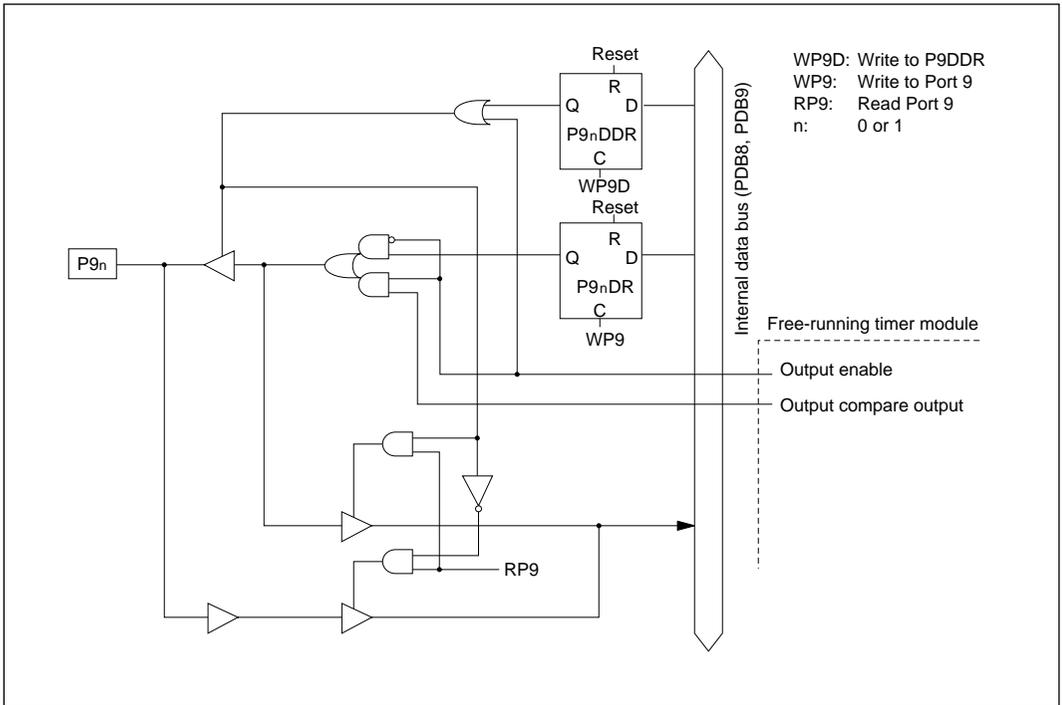 Reset
R
Q
D
P9nDDR
C
WP9D
Reset
R
Q
D
P9nDR
C
WP9
P9n
Internal data bus (PDB8, PDB9)
WP9D: Write to P9DDR
WP9: Write to Port 9
RP9: Read Port 9
n: 0 or 1
Free-running timer module
Output enable
Output compare output
RP9